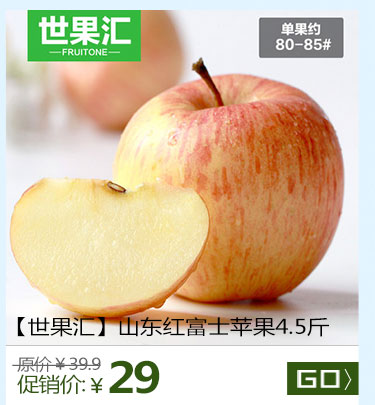 世果汇
FRUITONE
单果约
80-85#
【世果汇】山东红富士苹果4.5斤
原价￥39.9
促销价:￥29
GO〉